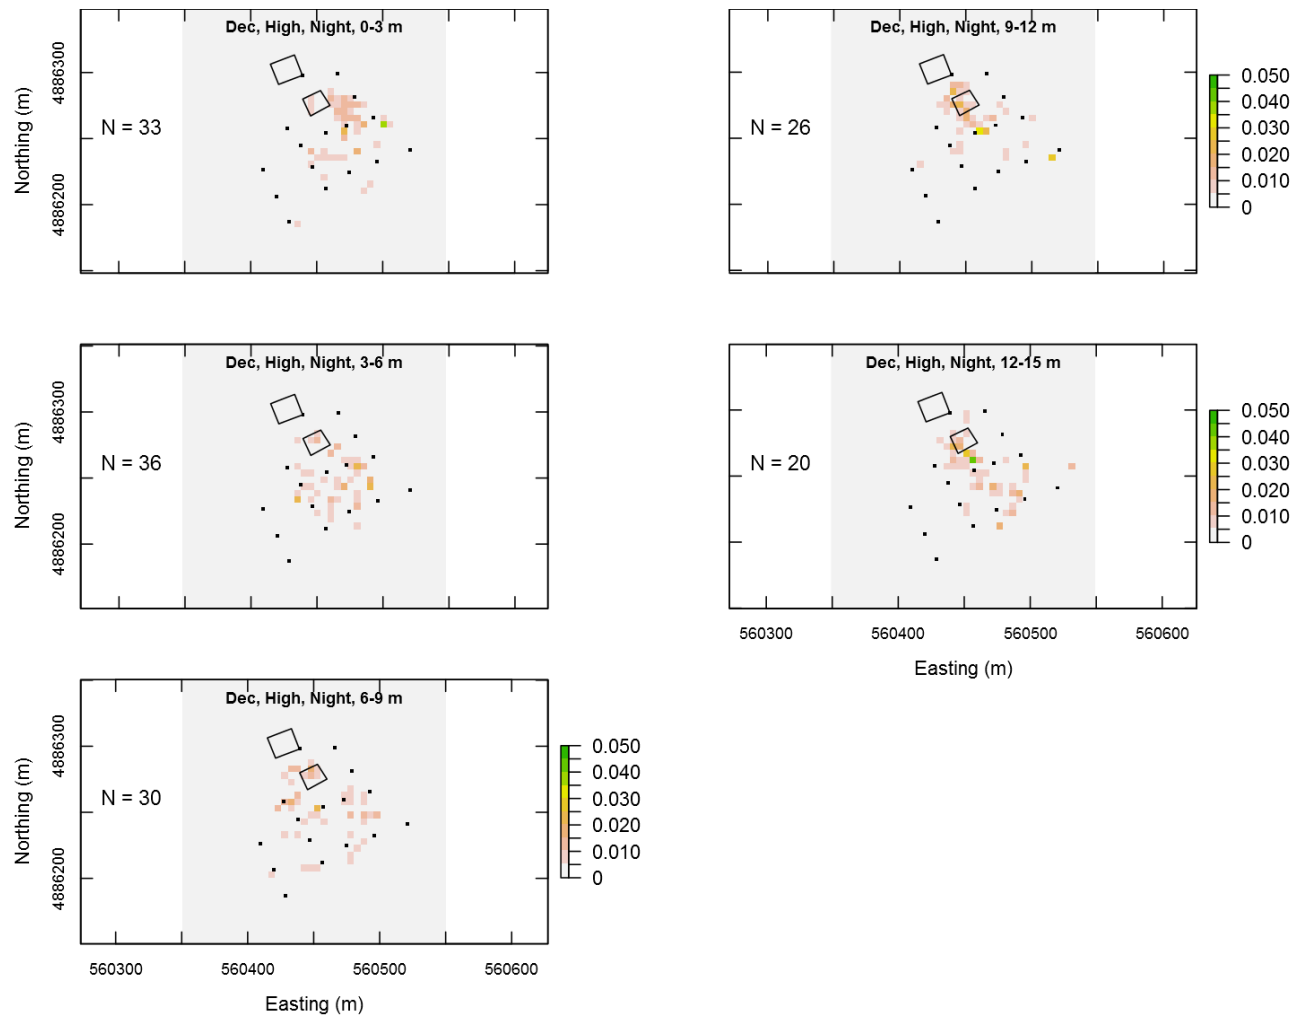 Dec, High, Night, 0-3 m
N = 33
4886300
4886200
Northing (m)
Dec, High, Night, 9-12 m
N = 26
0.050
0.040
0.030
0.020
0.010
0
Dec, High, Night, 3-6 m
N = 36
4886300
4886200
Northing (m)
Dec, High, Night, 12-15 m
N = 20
0.050
0.040
0.030
0.020
0.010
0
560300 560400 560500 560600
Easting (m)
Dec, High, Night, 6-9 m
N = 30
4886300
4886200
Northing (m)
0.050
0.040
0.030
0.020
0.010
0
560300 560400 560500 560600
Easting (m)